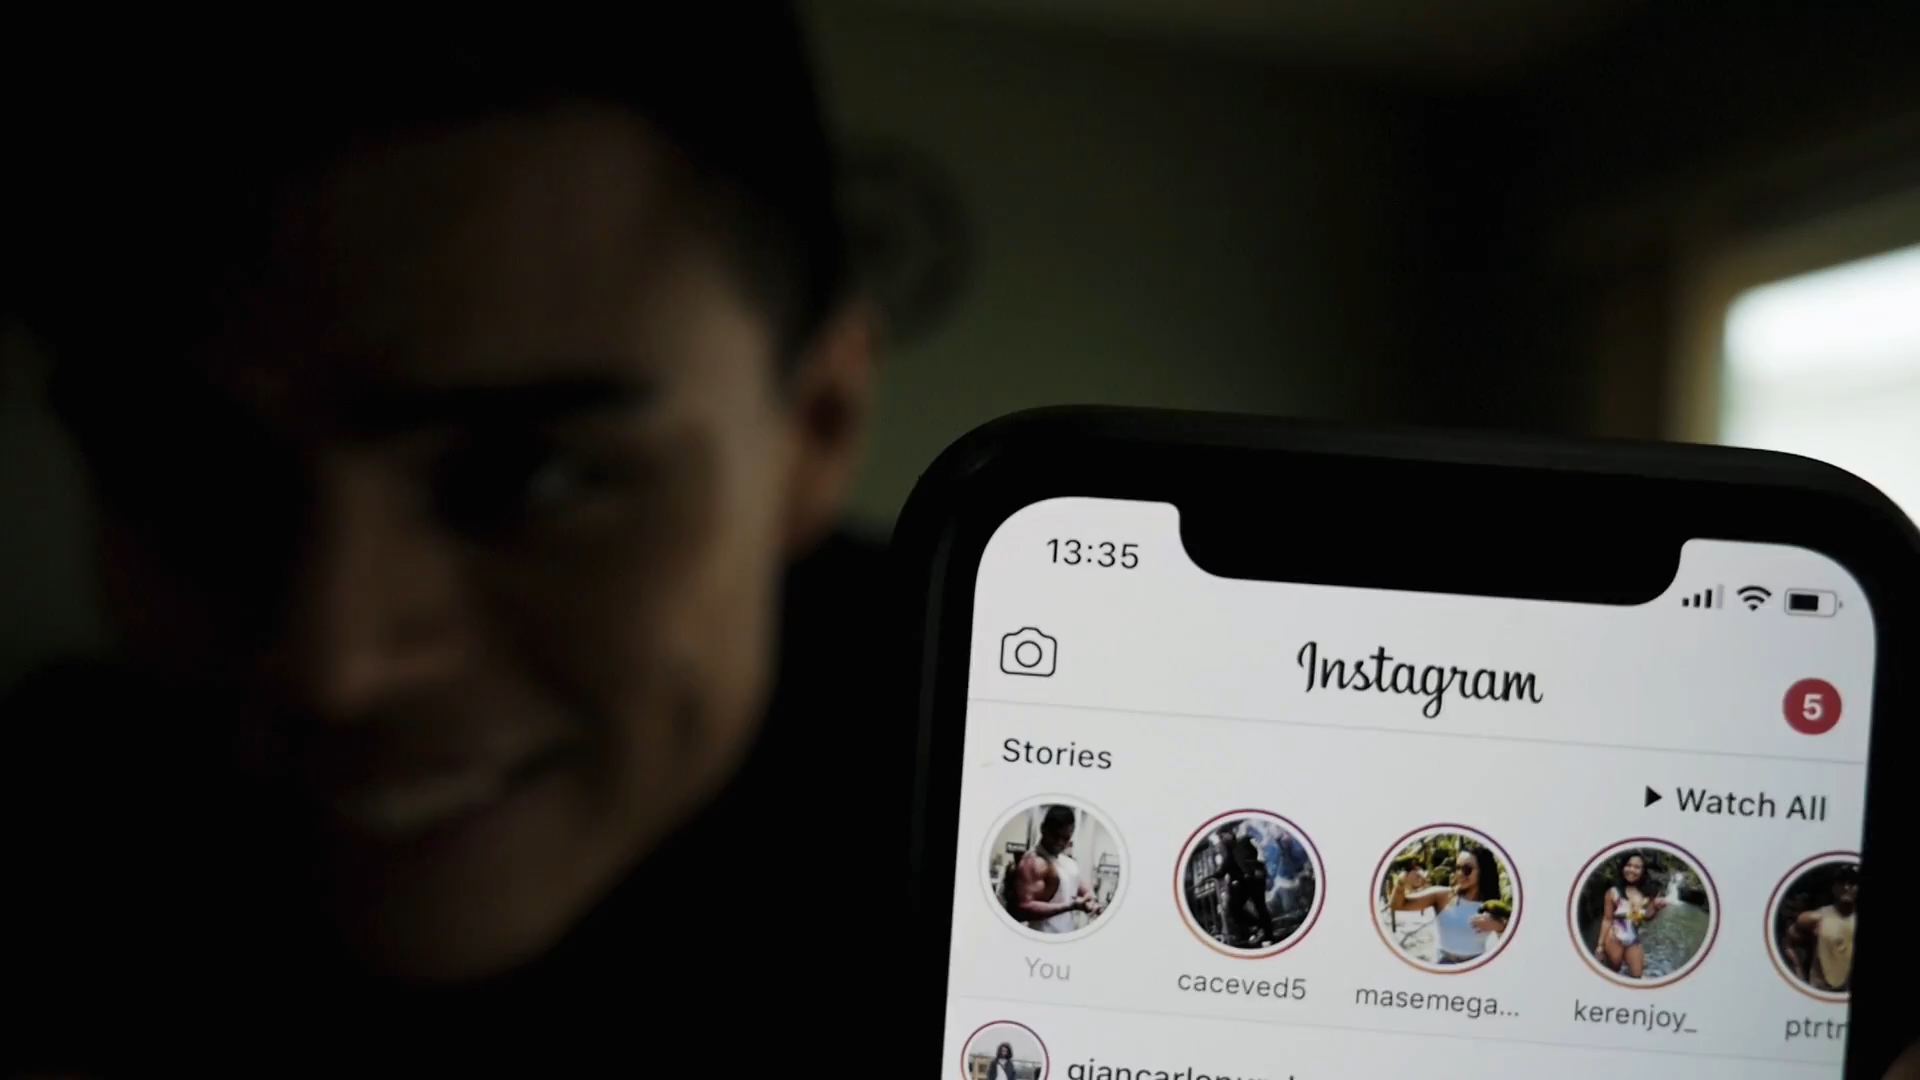 13:35
Instagram
5
Stories
Watch All
You
caceved5
masemega...
kerenjoy_